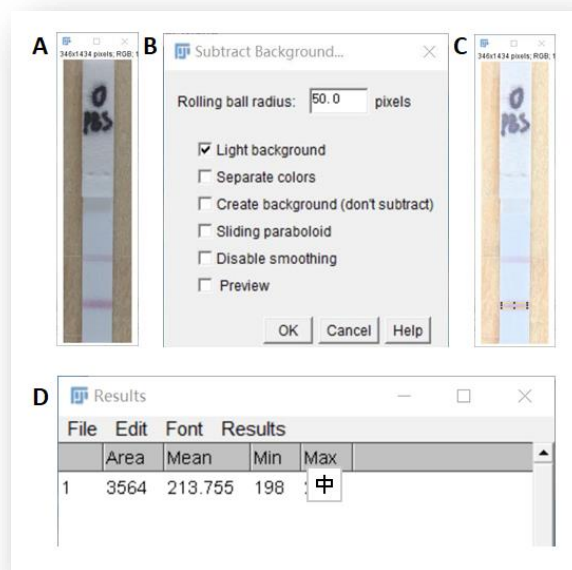 A
346x1434 pixels; RGB; 1
O
PBS
B
Subtract Background...
Rolling ball radius: 50.0 pixels
Light background
Separate colors
Create background (don't subtract)
Sliding paraboloid
Disable smoothing
Preview
OK Cancel Help
C
346x1434 pixels; RGB; 1
O
PBS
D
Results
File Edit Font Results
Area Mean Min Max
1 3564 213.755 198
中